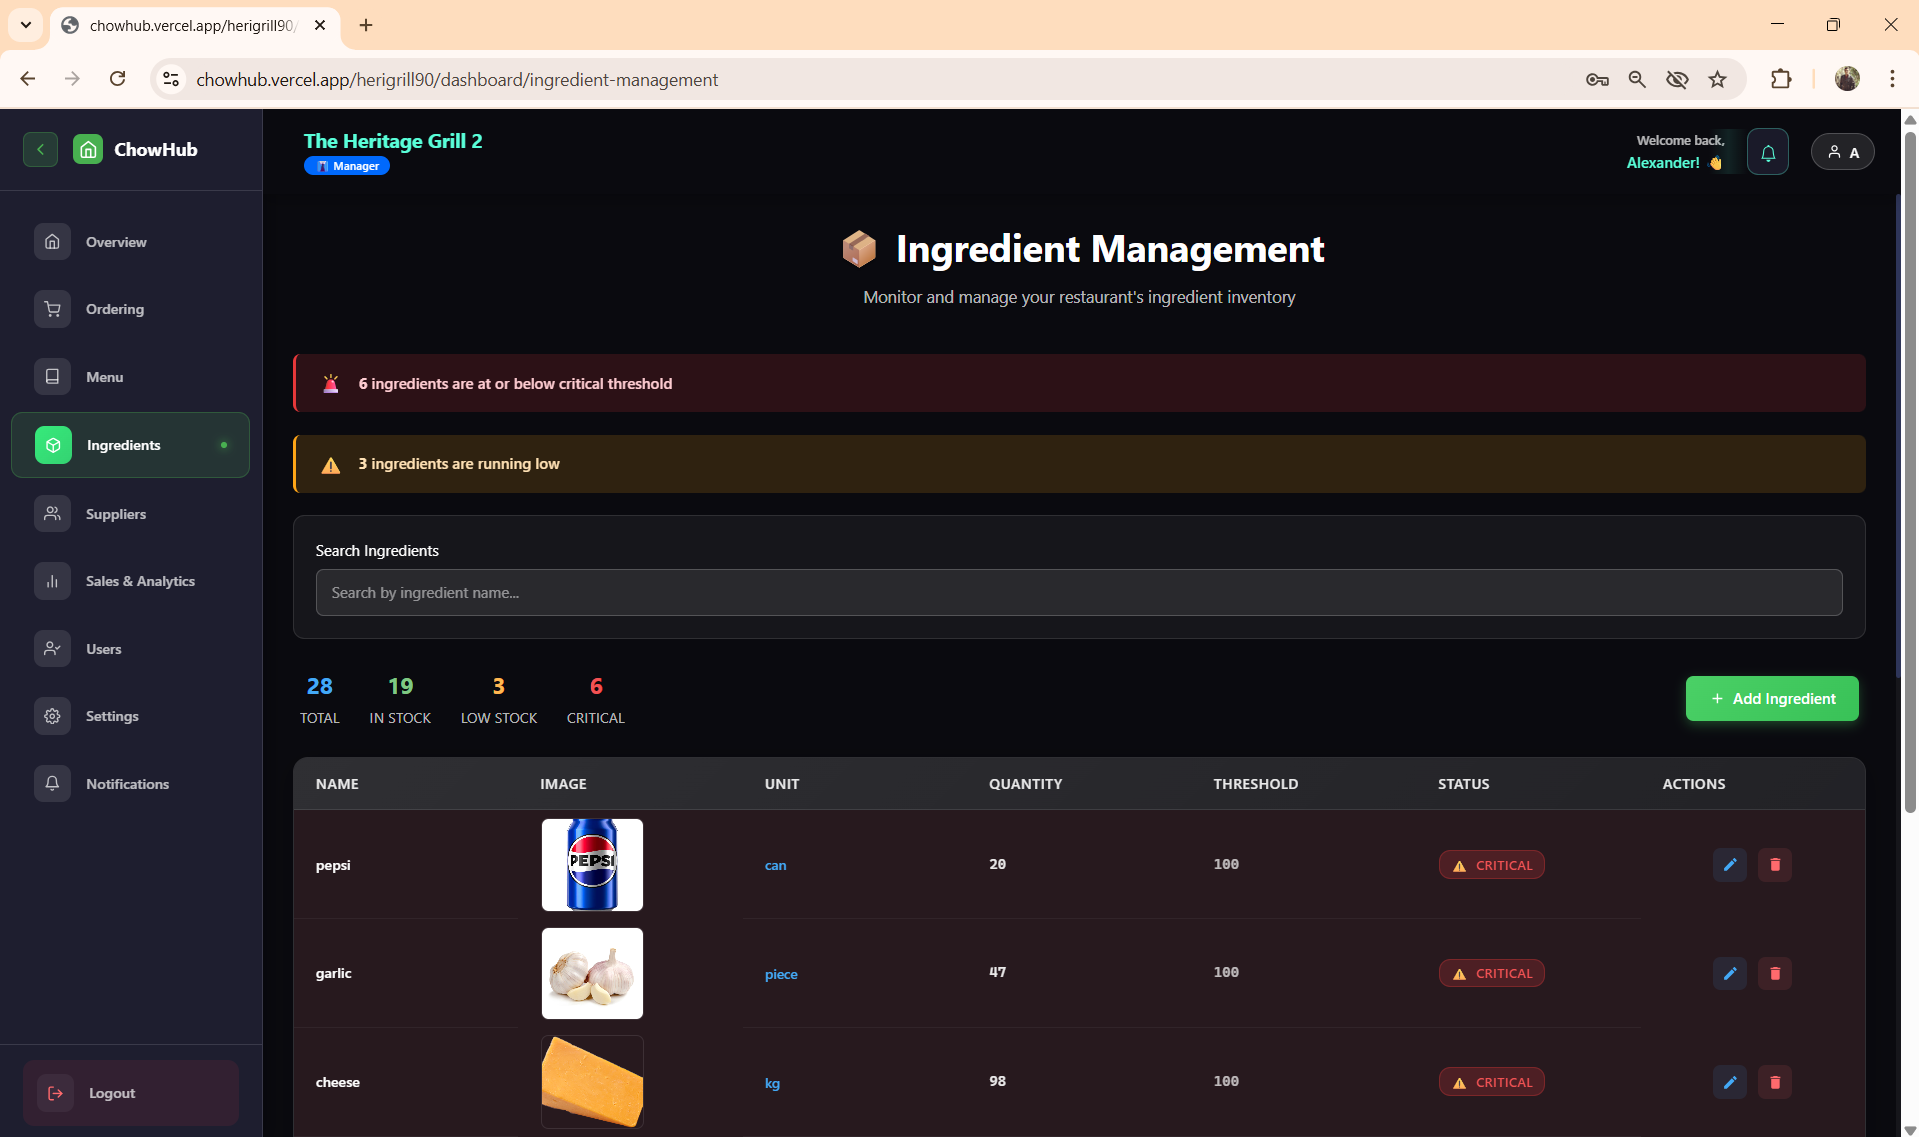 chowhub.vercel.app/herigrill90/
chowhub.vercel.app/herigrill90/dashboard/ingredient-management
ChowHub
The Heritage Grill 2
Manager
Welcome back,
Alexander! 👋
A
Overview
Ordering
Menu
Ingredients
Suppliers
Sales & Analytics
Users
Settings
Notifications
Logout
📦 Ingredient Management
Monitor and manage your restaurant's ingredient inventory
🚨 6 ingredients are at or below critical threshold
⚠️ 3 ingredients are running low
Search Ingredients
Search by ingredient name...
28 19 3 6
TOTAL IN STOCK LOW STOCK CRITICAL
+ Add Ingredient
NAME IMAGE UNIT QUANTITY THRESHOLD STATUS ACTIONS
pepsi PEPSI can 20 100 ⚠️ CRITICAL
garlic piece 47 100 ⚠️ CRITICAL
cheese kg 98 100 ⚠️ CRITICAL